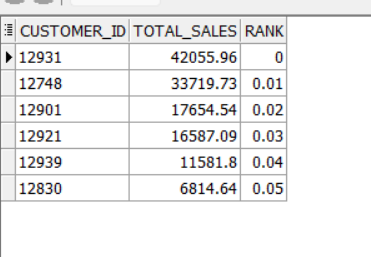 CUSTOMER_ID TOTAL_SALES RANK
12931 42055.96 0
12748 33719.73 0.01
12901 17654.54 0.02
12921 16587.09 0.03
12939 11581.8 0.04
12830 6814.64 0.05